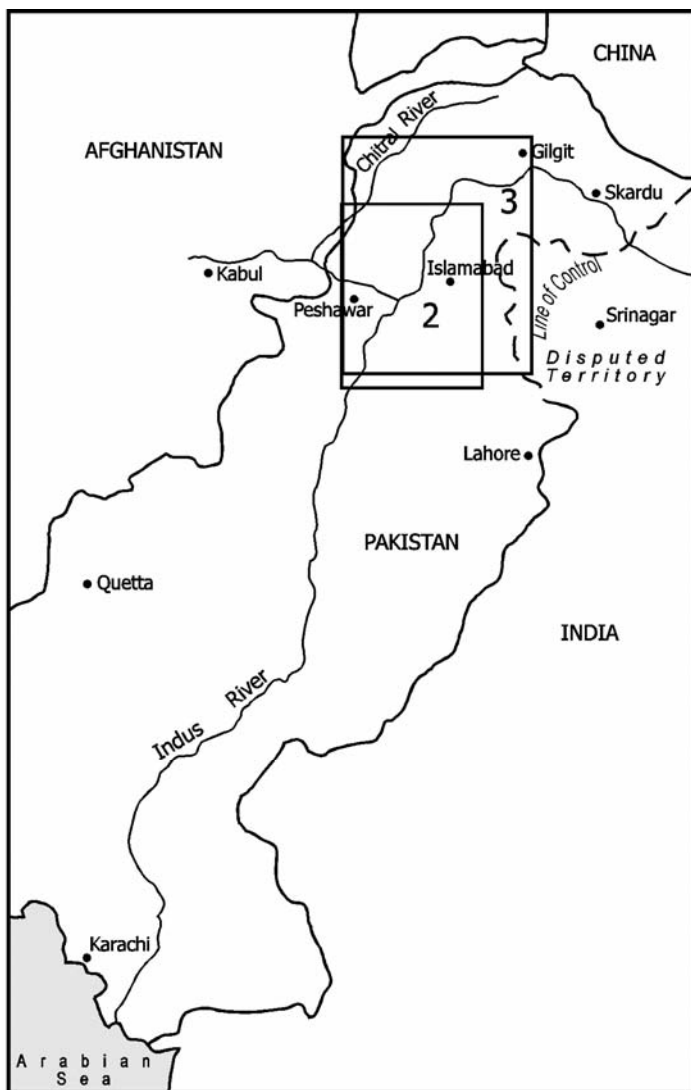 CHINA
AFGHANISTAN
Chitral River
Gilgit
Skardu
3
Kabul
Islamabad
Peshawar
2
Line of Control
Srinagar
Disputed
Territory
Lahore
PAKISTAN
Quetta
INDIA
Indus River
Karachi
Arabian
Sea